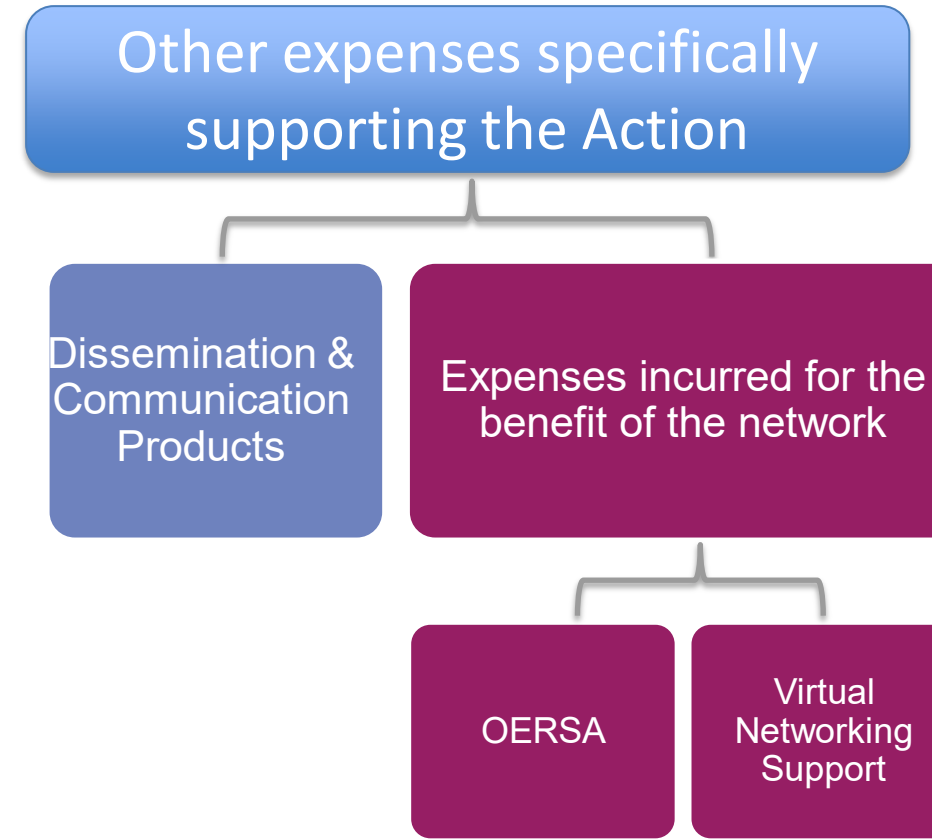 Other expenses specifically
supporting the Action
Dissemination &
Communication
Products
Expenses incurred for the
benefit of the network
OERSA
Virtual
Networking
Support